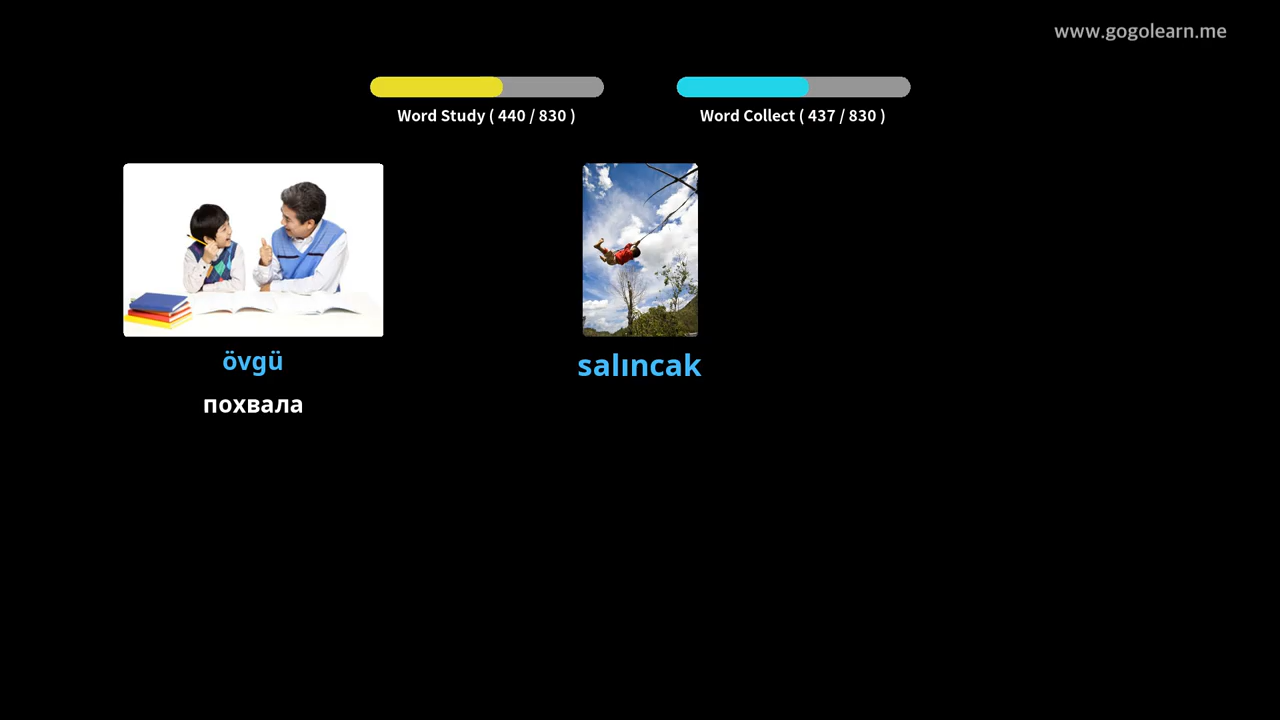 www.gogolearn.me
Word Study ( 440 / 830 )
Word Collect ( 437 / 830 )
övgü
похвала
salıncak